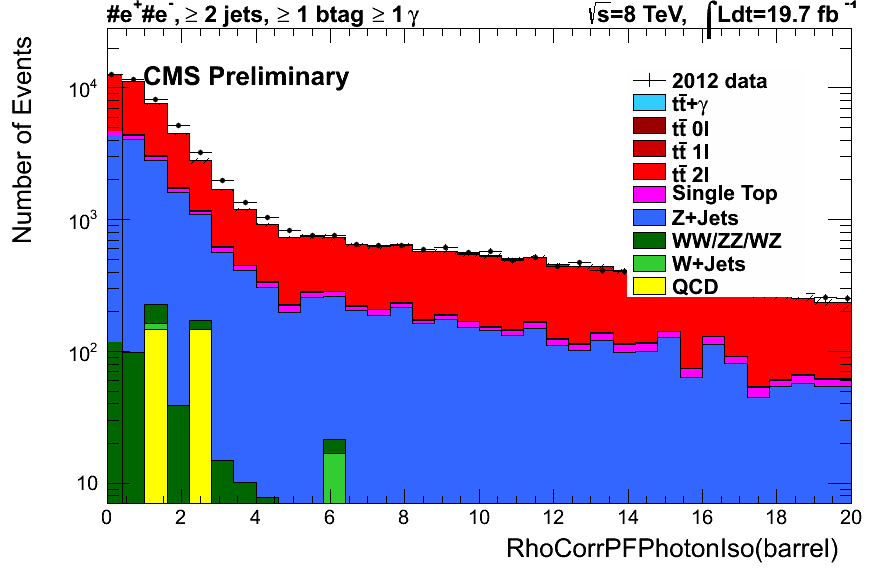 #e⁺#e⁻, ≥ 2 jets, ≥ 1 btag ≥ 1 γ
√s=8 TeV, ∫Ldt=19.7 fb⁻¹
CMS Preliminary
2012 data
tt̄+γ
tt̄ 0l
tt̄ 1l
tt̄ 2l
Single Top
Z+Jets
WW/ZZ/WZ
W+Jets
QCD
Number of Events
10⁴
10³
10²
10
0 2 4 6 8 10 12 14 16 18 20
RhoCorrPFPhotonIso(barrel)